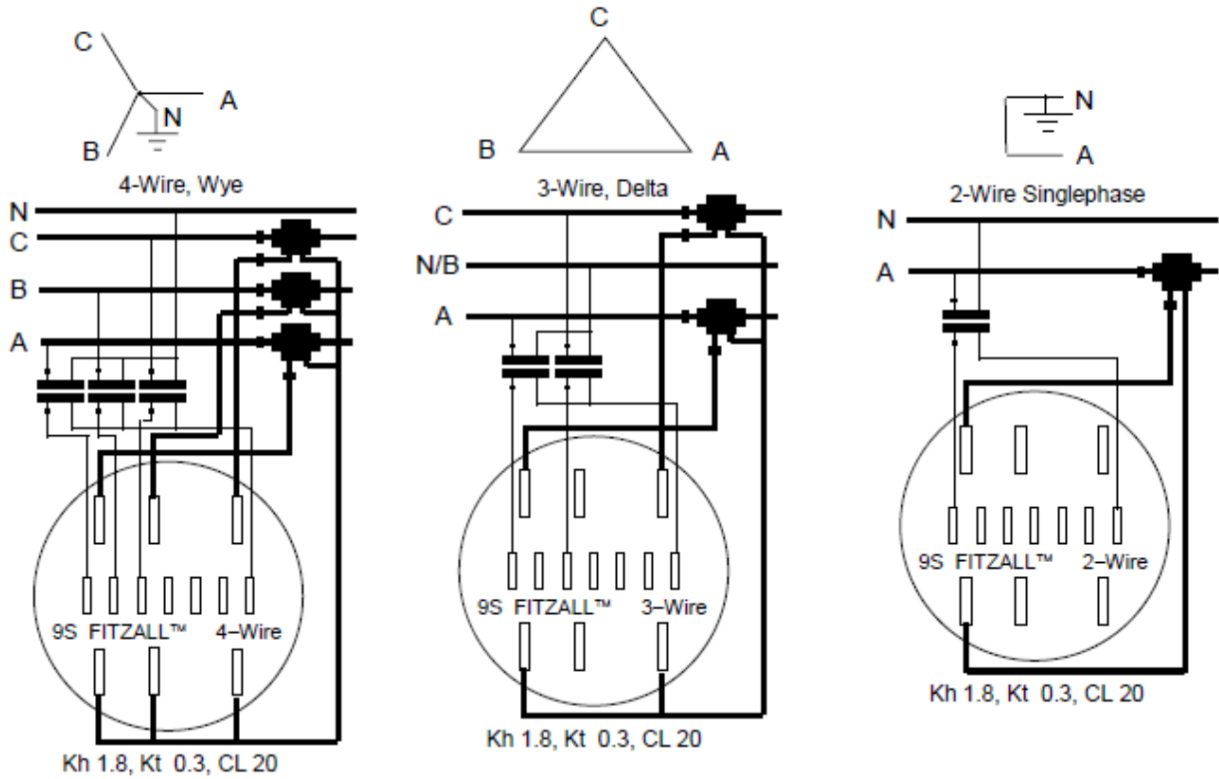 C
A
N
B
4-Wire, Wye
N
C
B
A
9S FITZALL™ 4–Wire
Kh 1.8, Kt 0.3, CL 20
C
B
A
3-Wire, Delta
C
N/B
A
9S FITZALL™ 3–Wire
Kh 1.8, Kt 0.3, CL 20
N
A
2-Wire Singlephase
N
A
9S FITZALL™ 2–Wire
Kh 1.8, Kt 0.3, CL 20